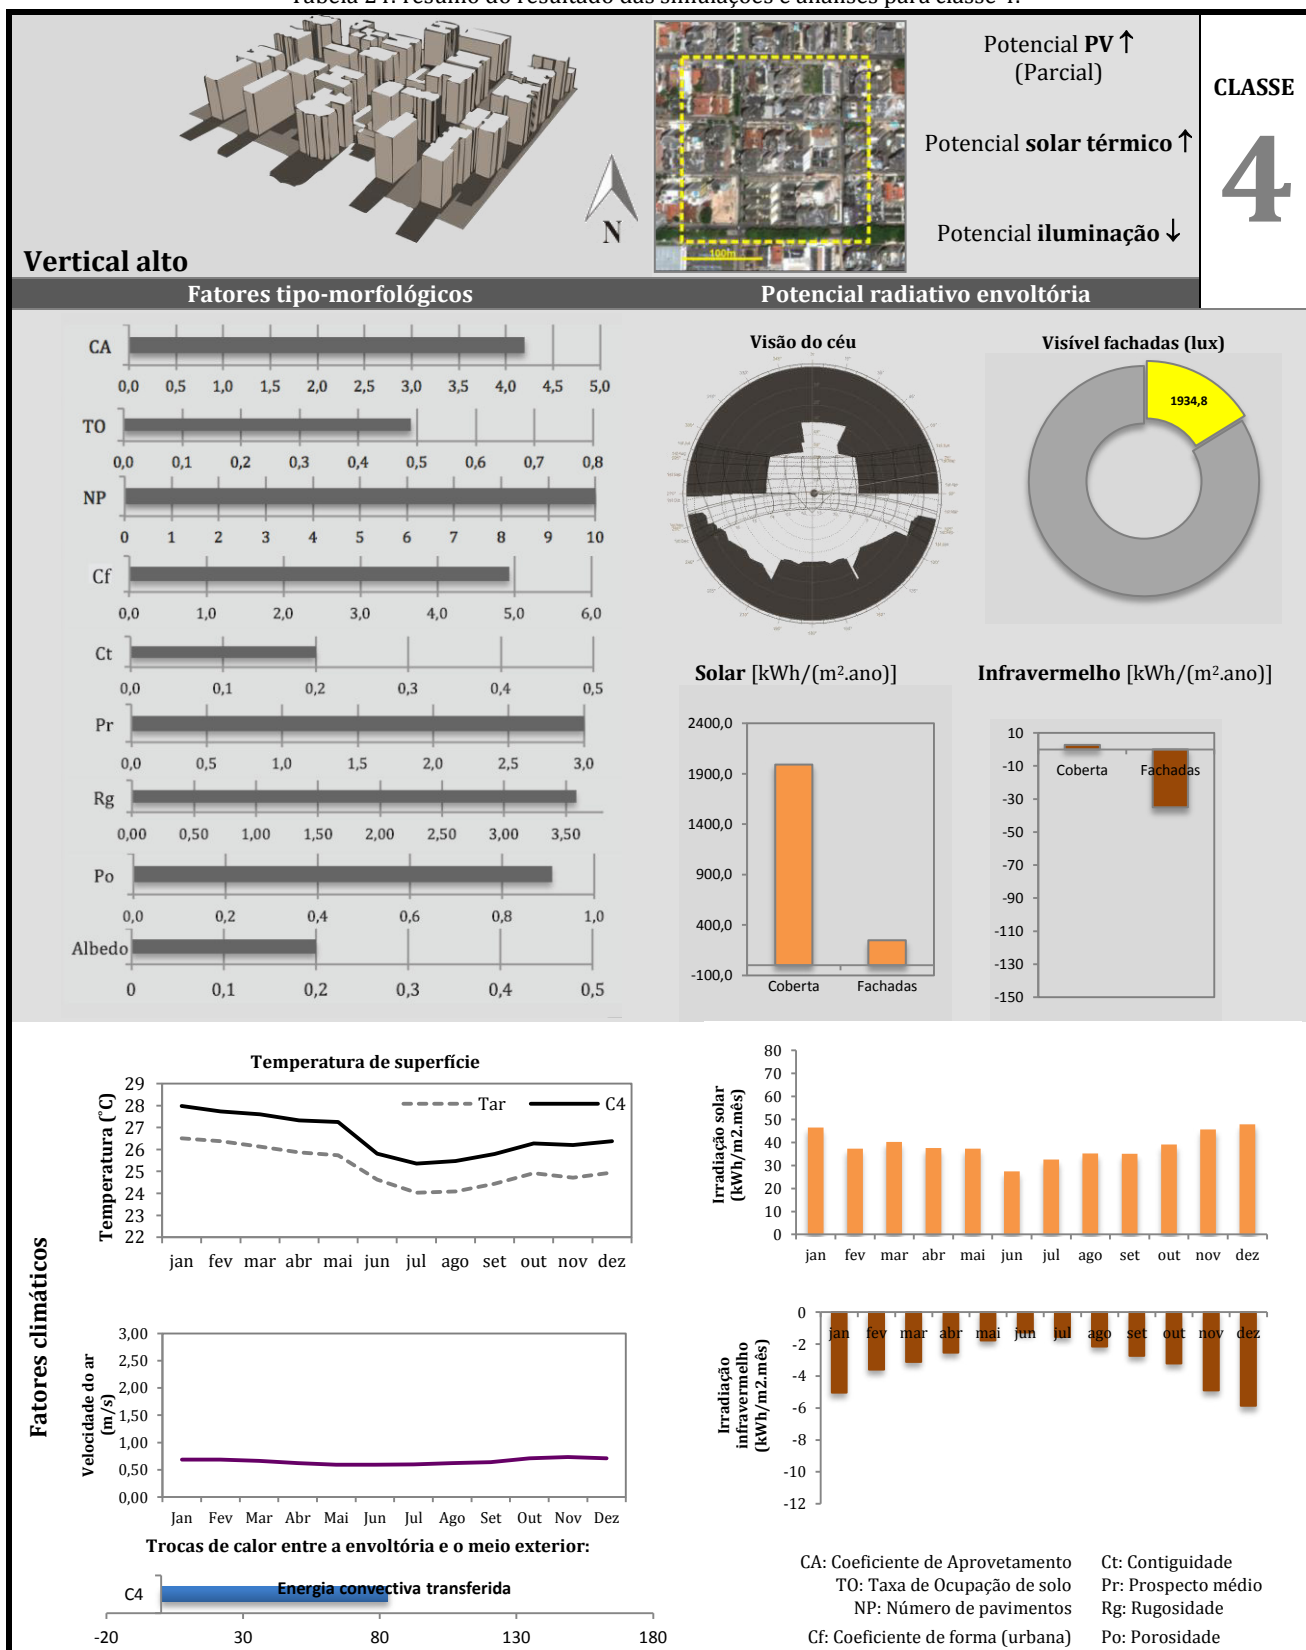 Tabela 24: resumo do resultado das simulações e análises para classe 4.
Potencial PV ↑
(Parcial)
Potencial solar térmico ↑
Potencial iluminação ↓
CLASSE
4
N
100m
Vertical alto
Fatores tipo-morfológicos
Potencial radiativo envoltória
CA
0,0 0,5 1,0 1,5 2,0 2,5 3,0 3,5 4,0 4,5 5,0
TO
0,0 0,1 0,2 0,3 0,4 0,5 0,6 0,7 0,8
NP
0 1 2 3 4 5 6 7 8 9 10
Cf
0,0 1,0 2,0 3,0 4,0 5,0 6,0
Ct
0,0 0,1 0,2 0,3 0,4 0,5
Pr
0,0 0,5 1,0 1,5 2,0 2,5 3,0
Rg
0,00 0,50 1,00 1,50 2,00 2,50 3,00 3,50
Po
0,0 0,2 0,4 0,6 0,8 1,0
Albedo
0 0,1 0,2 0,3 0,4 0,5
Visão do céu
Visível fachadas (lux)
1934,8
Solar [kWh/(m².ano)]
2400,0
1900,0
1400,0
900,0
400,0
-100,0
Coberta Fachadas
Infravermelho [kWh/(m².ano)]
10
-10
-30
-50
-70
-90
-110
-130
-150
Coberta Fachadas
Fatores climáticos
Temperatura de superfície
Temperatura (°C)
29
28
27
26
25
24
23
22
Tar C4
jan fev mar abr mai jun jul ago set out nov dez
Irradiação solar
(kWh/m2.mês)
80
70
60
50
40
30
20
10
0
jan fev mar abr mai jun jul ago set out nov dez
Velocidade do ar
(m/s)
3,00
2,50
2,00
1,50
1,00
0,50
0,00
Jan Fev Mar Abr Mai Jun Jul Ago Set Out Nov Dez
Irradiação
infravermelho
(kWh/m2.mês)
0
-2
-4
-6
-8
-10
-12
jan fev mar abr mai jun jul ago set out nov dez
Trocas de calor entre a envoltória e o meio exterior:
C4
Energia convectiva transferida
-20 30 80 130 180
CA: Coeficiente de Aprovetamento
TO: Taxa de Ocupação de solo
NP: Número de pavimentos
Cf: Coeficiente de forma (urbana)
Ct: Contiguidade
Pr: Prospecto médio
Rg: Rugosidade
Po: Porosidade